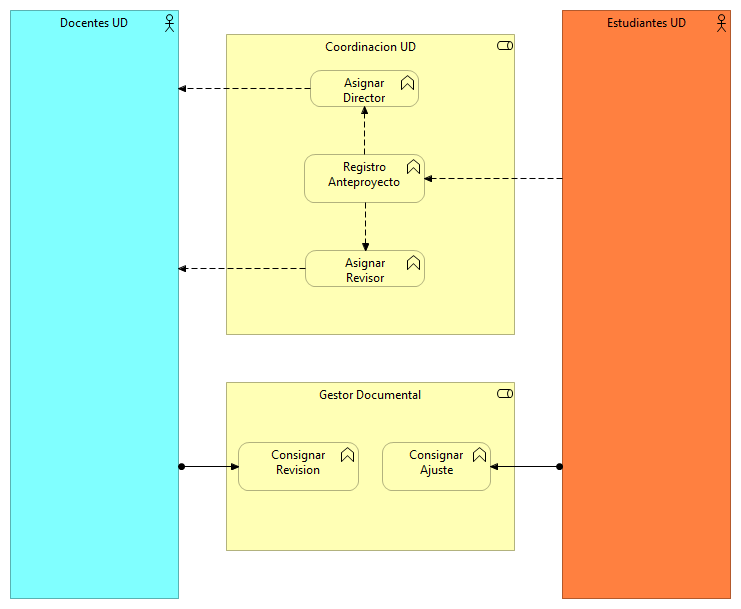 Docentes UD
Coordinacion UD
Asignar
Director
Registro
Anteproyecto
Asignar
Revisor
Estudiantes UD
Gestor Documental
Consignar
Revision
Consignar
Ajuste